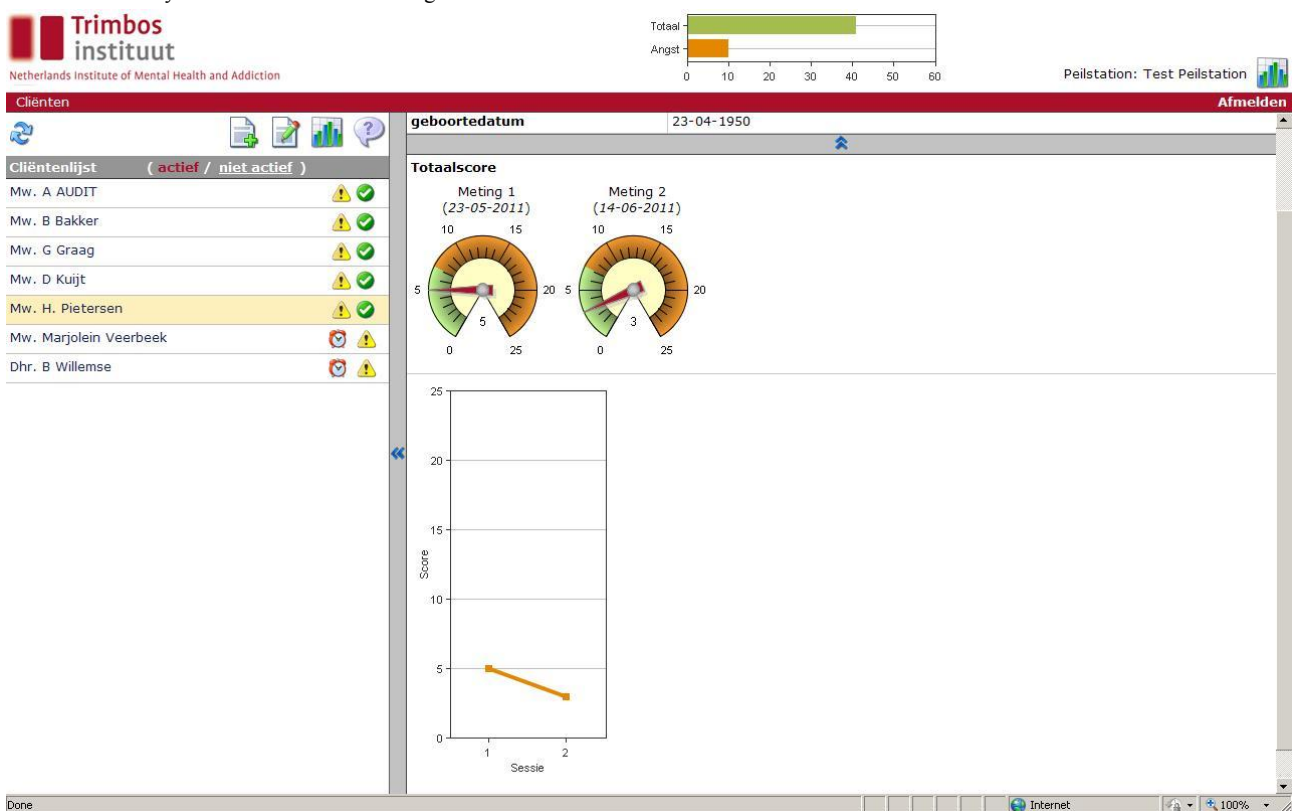 Trimbos
instituut
Netherlands Institute of Mental Health and Addiction
Totaal
Angst
0 10 20 30 40 50 60
Peilstation: Test Peilstation
Cliënten
Afmelden
geboortedatum 23-04-1950
Cliëntenlijst ( actief / niet actief )
Mw. A AUDIT
Mw. B Bakker
Mw. G Graag
Mw. D Kuijt
Mw. H. Pietersen
Mw. Marjolein Veerbeek
Dhr. B Willemse
Totaalscore
Meting 1 Meting 2
(23-05-2011) (14-06-2011)
10 15 10 15
5 20 5 20
5 3
0 25 0 25
25
20
15
10
5
0
Score
1 2
Sessie
Done Internet 100%